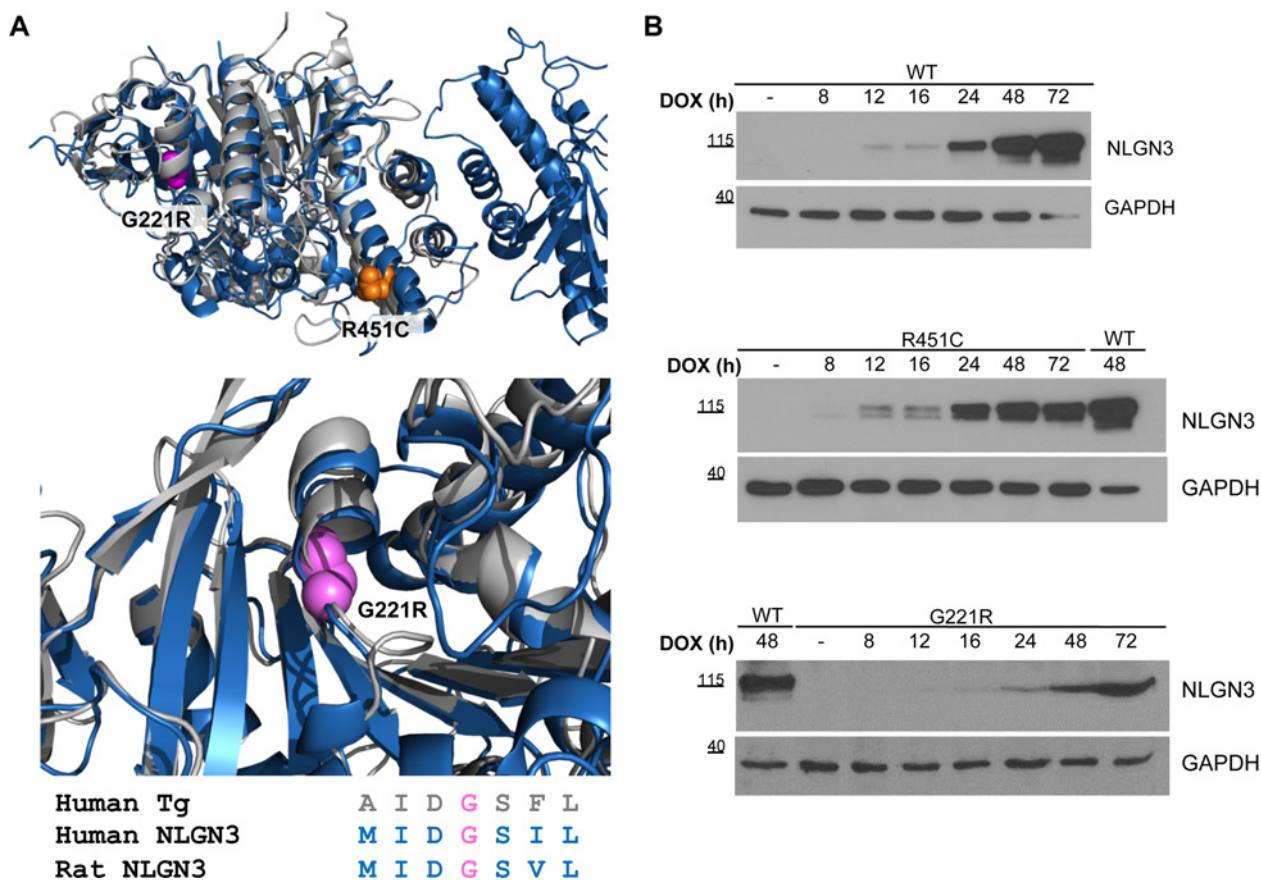 A
G221R
R451C
G221R
Human Tg A I D G S F L
Human NLGN3 M I D G S I L
Rat NLGN3 M I D G S V L
B
WT
DOX (h) - 8 12 16 24 48 72
115 NLGN3
40 GAPDH
R451C WT
DOX (h) - 8 12 16 24 48 72 48
115 NLGN3
40 GAPDH
WT G221R
DOX (h) 48 - 8 12 16 24 48 72
115 NLGN3
40 GAPDH